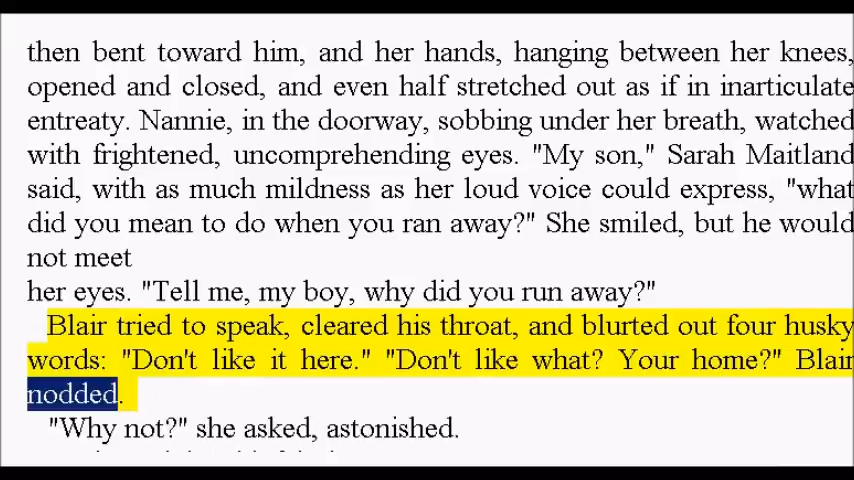 then bent toward him, and her hands, hanging between her knees,
opened and closed, and even half stretched out as if in inarticulate
entreaty. Nannie, in the doorway, sobbing under her breath, watched
with frightened, uncomprehending eyes. "My son," Sarah Maitland
said, with as much mildness as her loud voice could express, "what
did you mean to do when you ran away?" She smiled, but he would
not meet
her eyes. "Tell me, my boy, why did you run away?"
Blair tried to speak, cleared his throat, and blurted out four husky
words: "Don't like it here." "Don't like what? Your home?" Blair
nodded.
"Why not?" she asked, astonished.